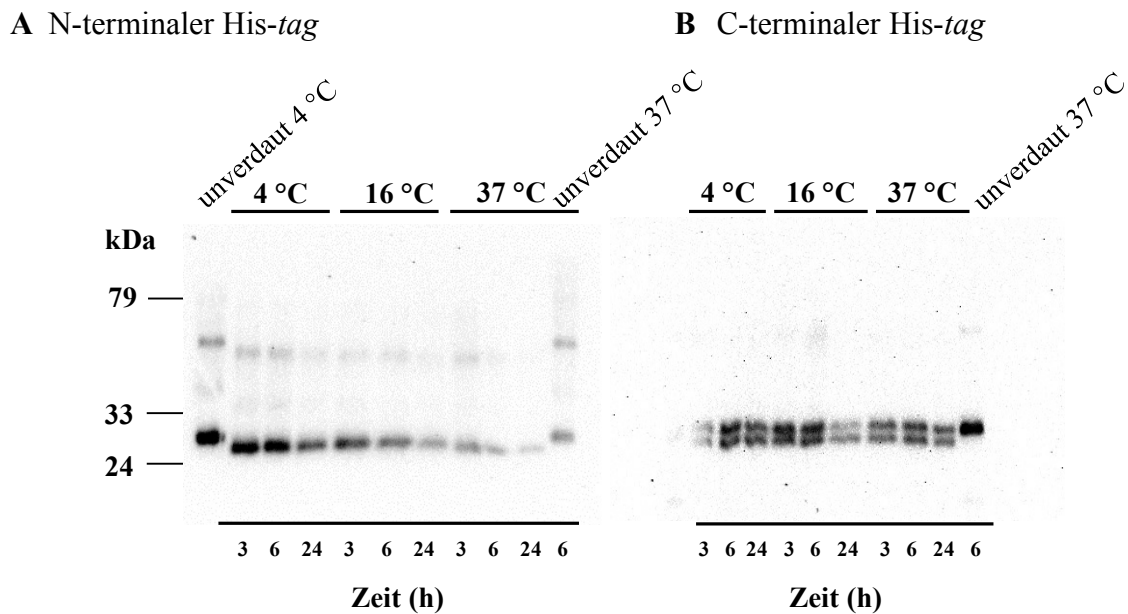 A N-terminaler His-tag
B C-terminaler His-tag
unverdaut 4 °C
4 °C 16 °C 37 °C
unverdaut 37 °C
4 °C 16 °C 37 °C
unverdaut 37 °C
kDa
79
33
24
3 6 24 3 6 24 3 6 24 6
Zeit (h)
3 6 24 3 6 24 3 6 24 6
Zeit (h)